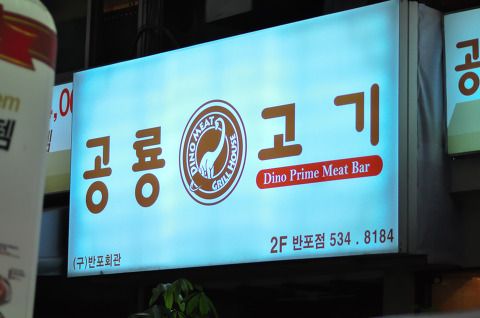 공룡 고기
DINO MEAT
GRILL HOUSE
Dino Prime Meat Bar
2F 반포점 534 . 8184
(구)반포회관
공